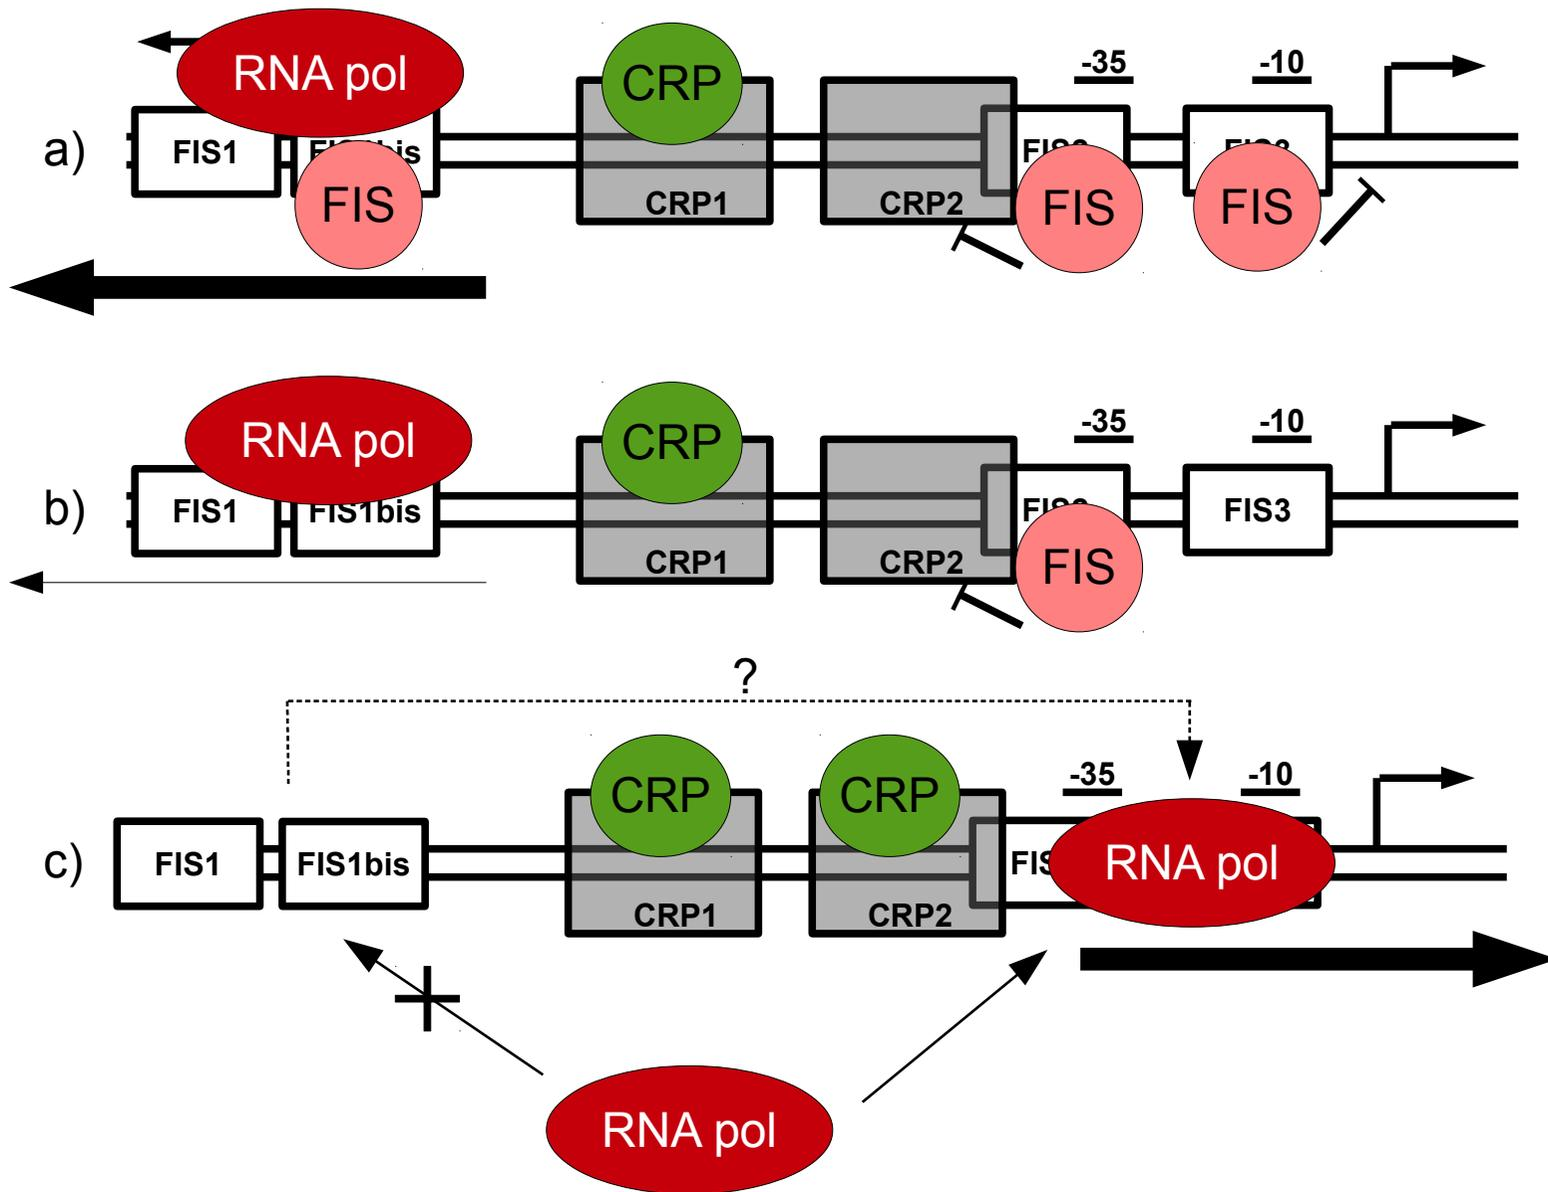 RNA pol
CRP
-35
-10
a)
FIS1
FIS
FIS
FIS
CRP1
CRP2
RNA pol
CRP
-35
-10
b)
FIS1
FIS1bis
FIS3
CRP1
CRP2
FIS
?
CRP
CRP
-35
-10
c)
FIS1
FIS1bis
RNA pol
CRP1
CRP2
RNA pol